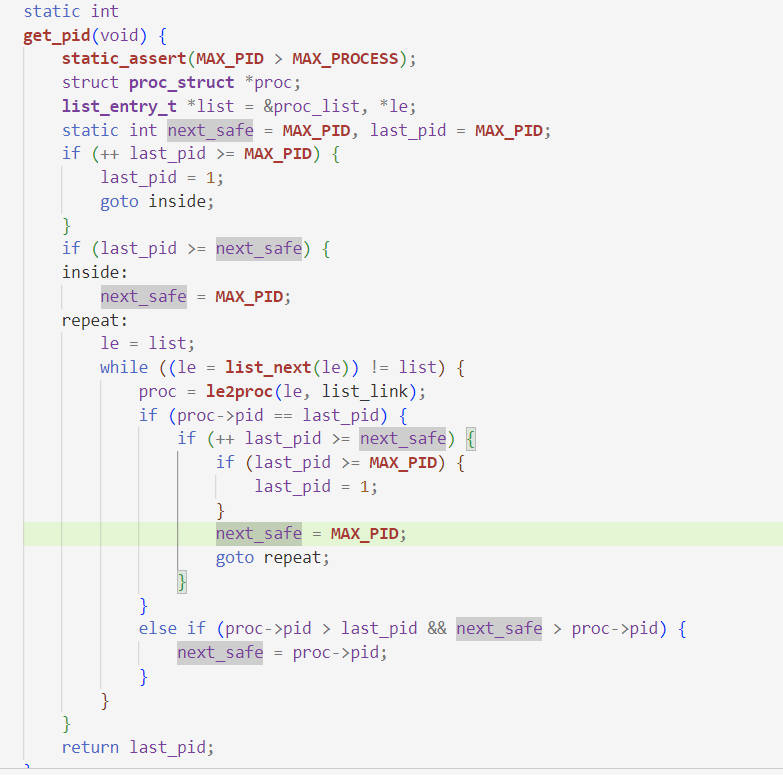 static int
get_pid(void) {
    static_assert(MAX_PID > MAX_PROCESS);
    struct proc_struct *proc;
    list_entry_t *list = &proc_list, *le;
    static int next_safe = MAX_PID, last_pid = MAX_PID;
    if (++ last_pid >= MAX_PID) {
        last_pid = 1;
        goto inside;
    }
    if (last_pid >= next_safe) {
    inside:
        next_safe = MAX_PID;
    repeat:
        le = list;
        while ((le = list_next(le)) != list) {
            proc = le2proc(le, list_link);
            if (proc->pid == last_pid) {
                if (++ last_pid >= next_safe) {
                    if (last_pid >= MAX_PID) {
                        last_pid = 1;
                    }
                    next_safe = MAX_PID;
                    goto repeat;
                }
            }
            else if (proc->pid > last_pid && next_safe > proc->pid) {
                next_safe = proc->pid;
            }
        }
    }
    return last_pid;
}